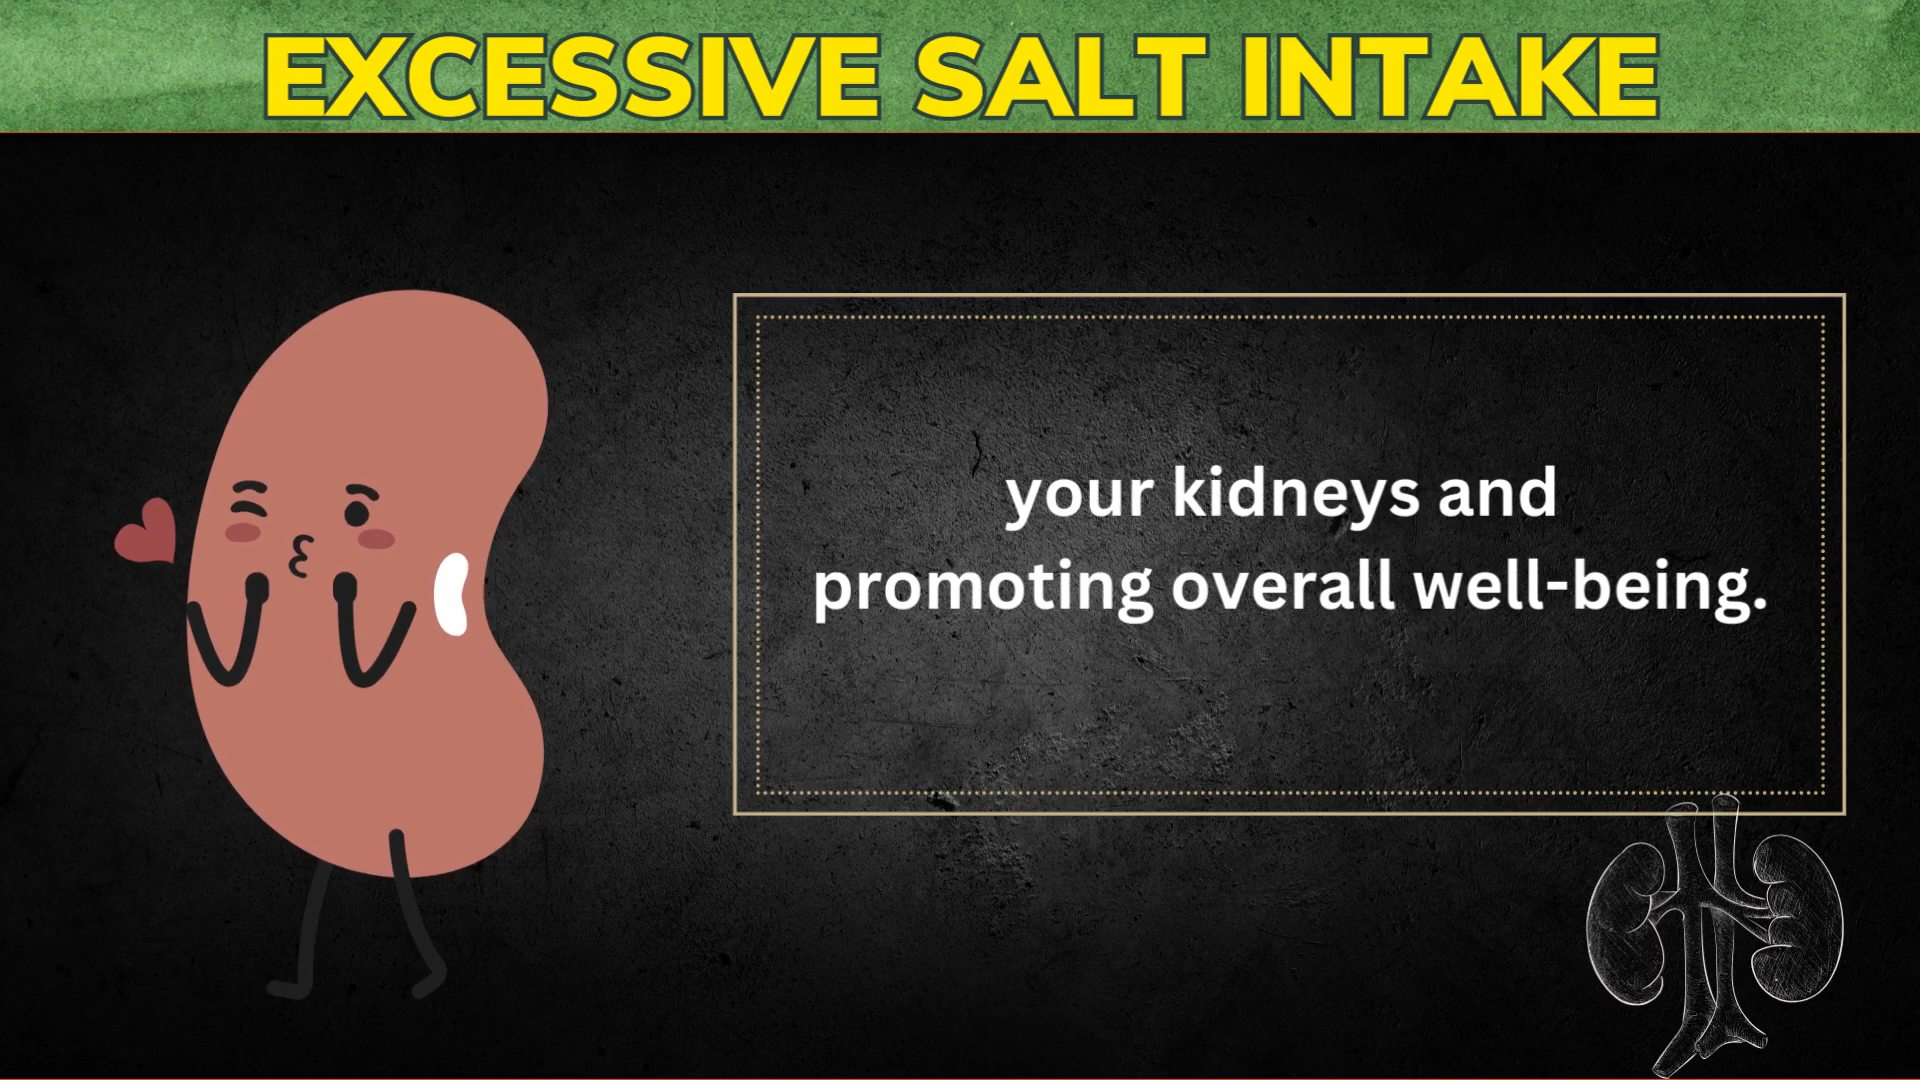 EXCESSIVE SALT INTAKE
your kidneys and
promoting overall well-being.